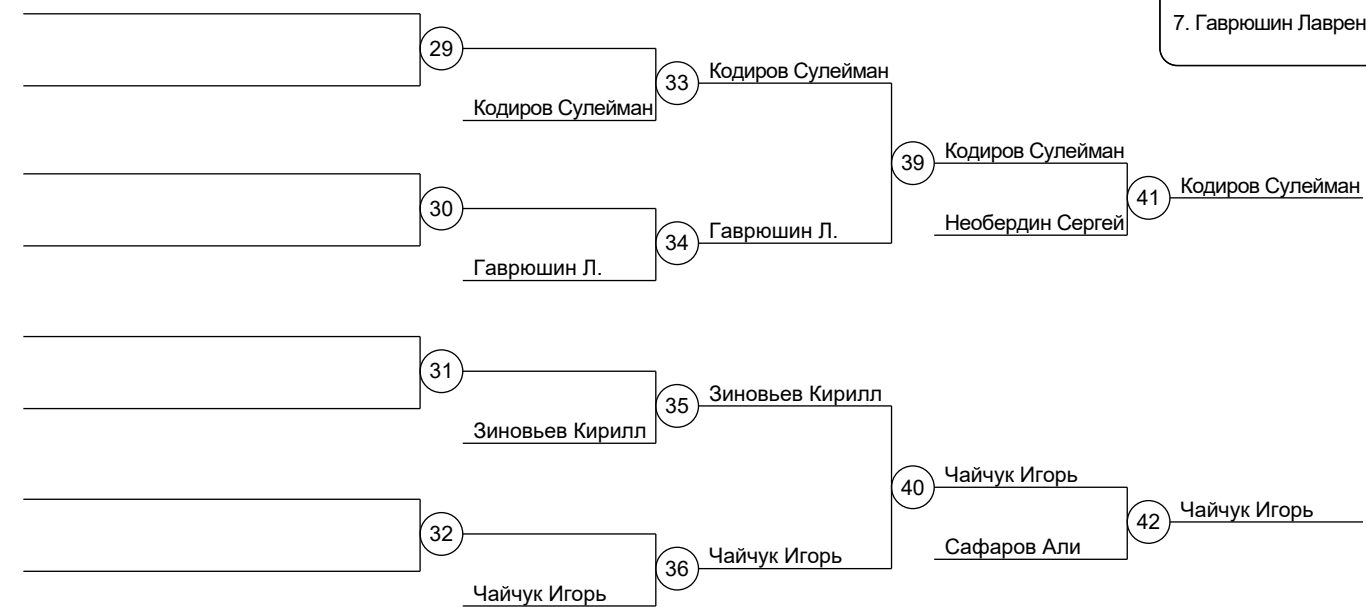 7. Гаврюшин Лаврен
29
33
Кодиров Сулейман
Кодиров Сулейман
39
Кодиров Сулейман
41
Кодиров Сулейман
30
34
Гаврюшин Л.
Необердин Сергей
Гаврюшин Л.
31
35
Зиновьев Кирилл
Зиновьев Кирилл
40
Чайчук Игорь
42
Чайчук Игорь
32
36
Чайчук Игорь
Сафаров Али
Чайчук Игорь